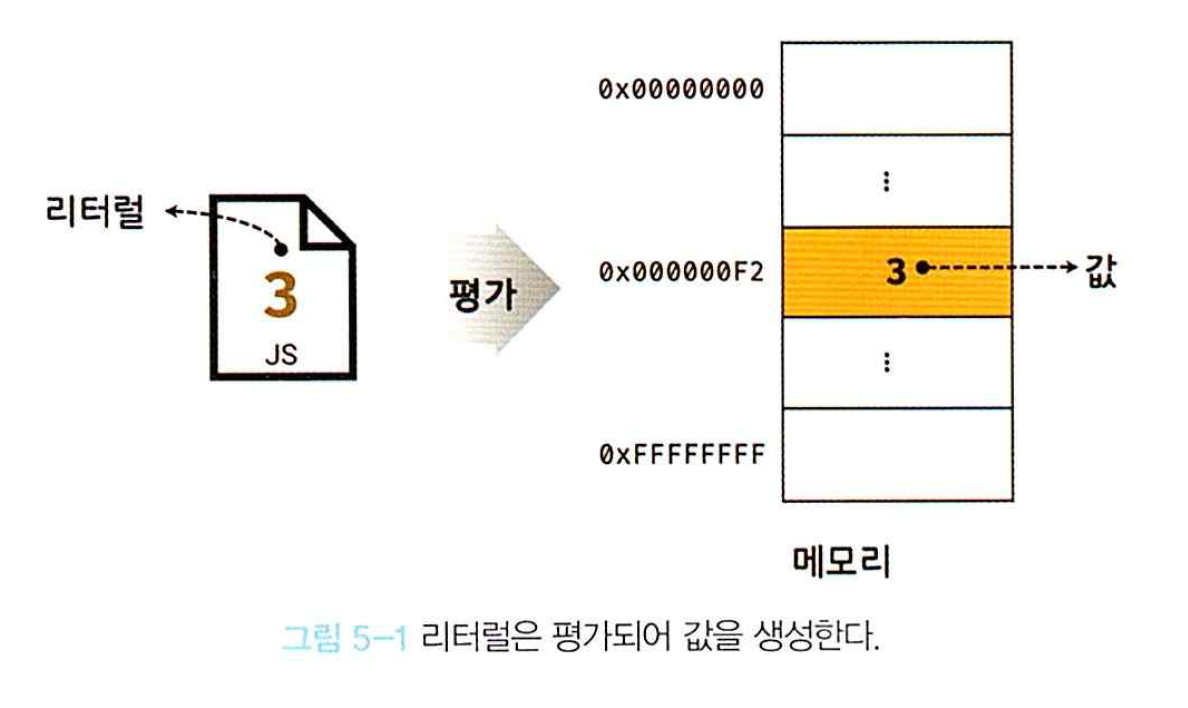 0x00000000
⋮
리터럴
3
JS
평가
0x000000F2
3
값
⋮
0xFFFFFFFF
메모리
그림 5-1 리터럴은 평가되어 값을 생성한다.